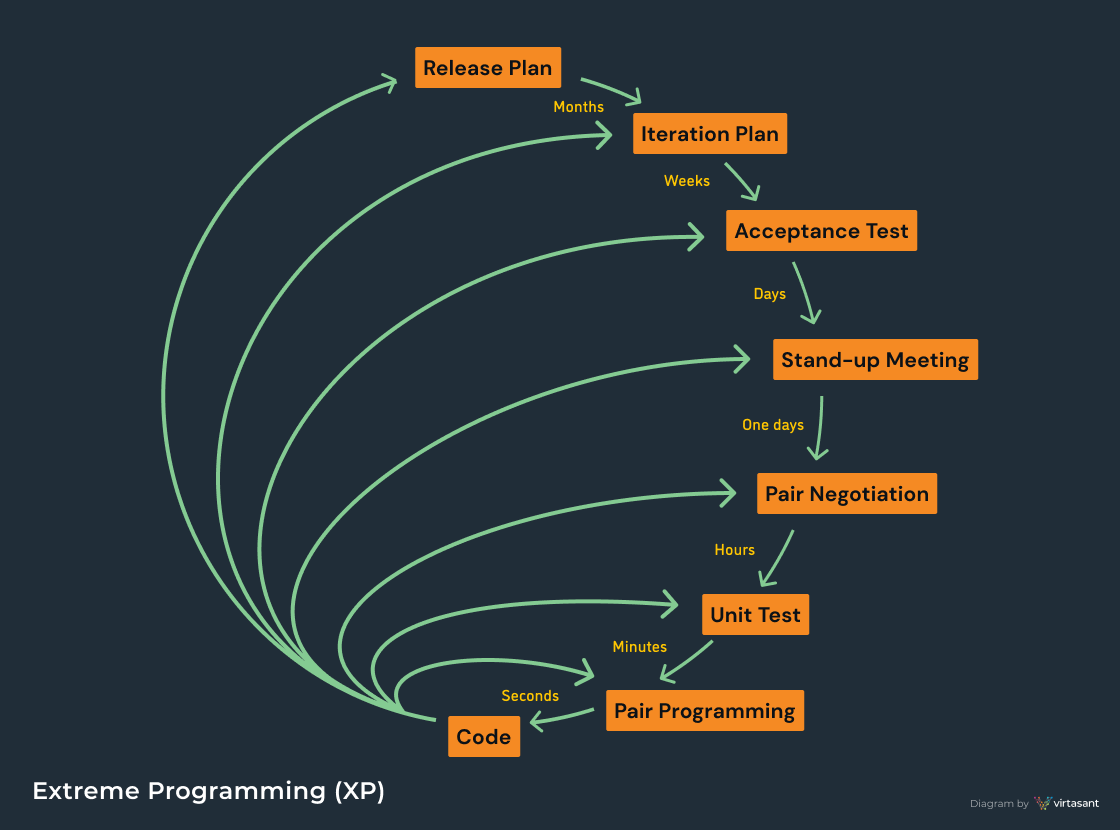 Release Plan
Months
Iteration Plan
Weeks
Acceptance Test
Days
Stand-up Meeting
One days
Pair Negotiation
Hours
Unit Test
Minutes
Pair Programming
Seconds
Code
Extreme Programming (XP)
Diagram by virtasant